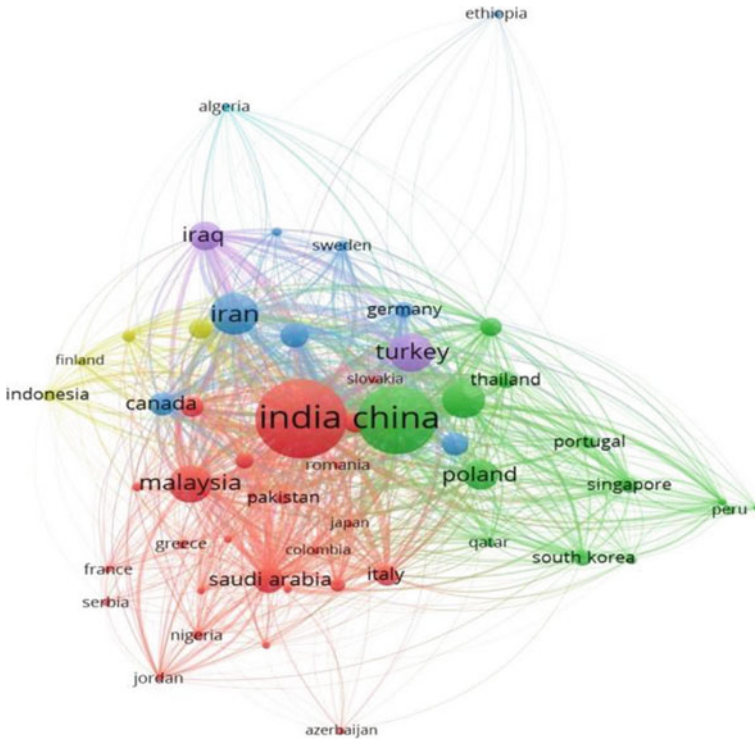 ethiopia
algeria
iraq
sweden
iran
germany
turkey
finland
slovakia
thailand
indonesia
canada
india
china
portugal
romania
poland
malaysia
singapore
pakistan
peru
japan
greece
colombia
qatar
south korea
france
saudi arabia
italy
serbia
nigeria
jordan
azerbaijan